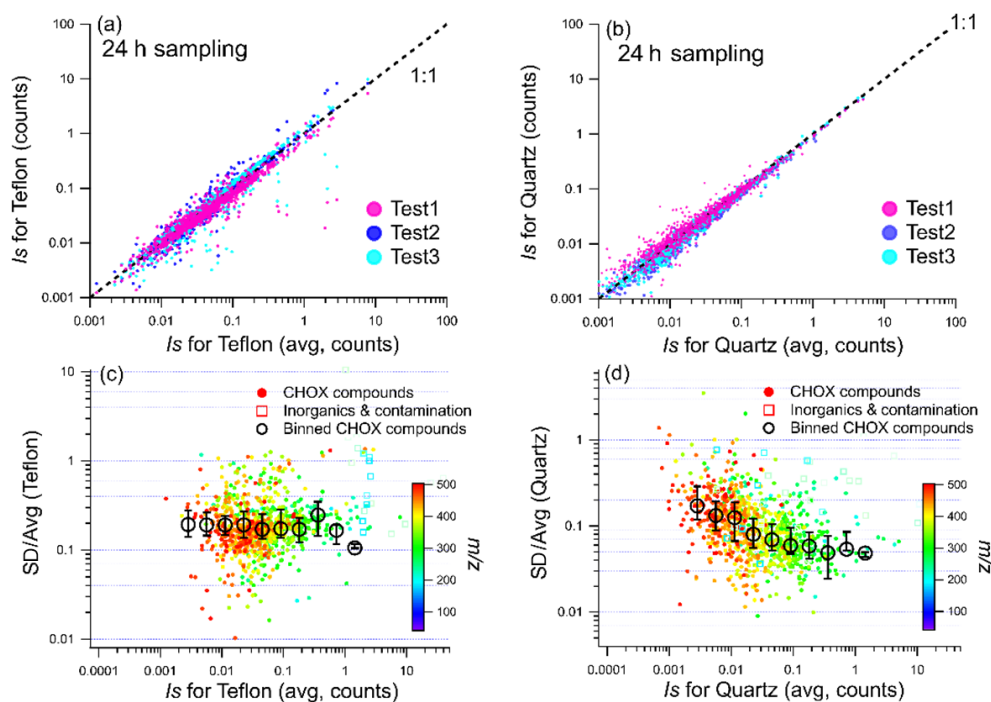 (a)
24 h sampling
1:1
100
10
1
0.1
0.01
0.001
Is for Teflon (counts)
Test1
Test2
Test3
0.001
0.01
0.1
1
10
100
Is for Teflon (avg, counts)
(b)
24 h sampling
1:1
100
10
1
0.1
0.01
0.001
Is for Quartz (counts)
Test1
Test2
Test3
0.001
0.01
0.1
1
10
100
Is for Quartz (avg, counts)
(c)
CHOX compounds
Inorganics & contamination
Binned CHOX compounds
10
1
0.1
0.01
SD/Avg (Teflon)
500
400
300
200
100
m/z
0.0001
0.001
0.01
0.1
1
10
Is for Teflon (avg, counts)
(d)
CHOX compounds
Inorganics & contamination
Binned CHOX compounds
1
0.1
0.01
SD/Avg (Quartz)
500
400
300
200
100
m/z
0.0001
0.001
0.01
0.1
1
10
Is for Quartz (avg, counts)